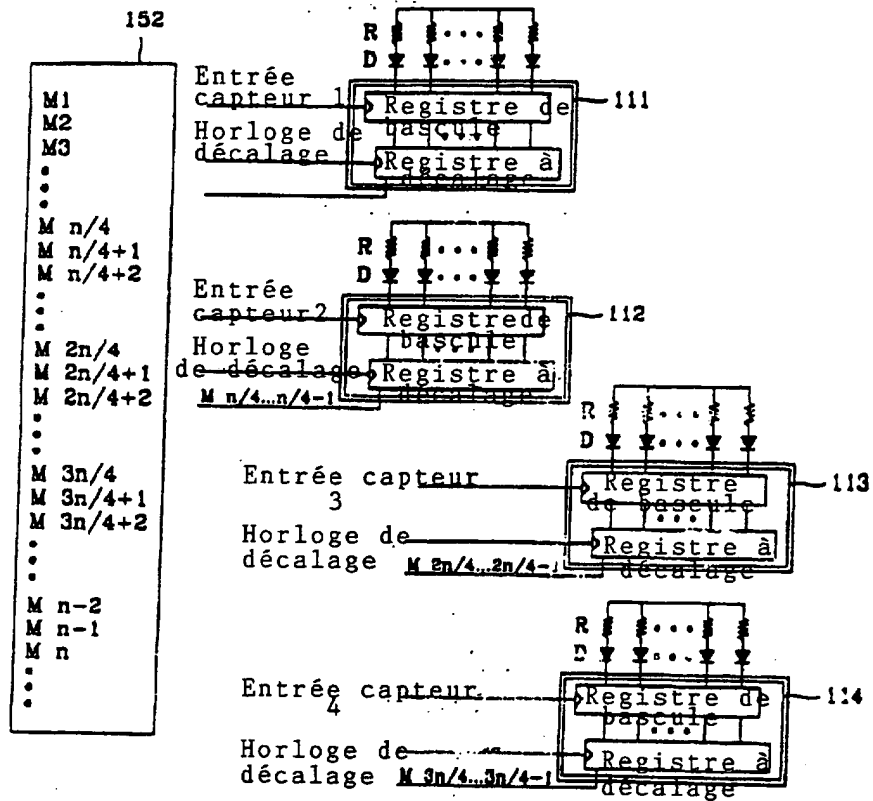 152
M1
M2
M3
M n/4
M n/4+1
M n/4+2
M 2n/4
M 2n/4+1
M 2n/4+2
M 3n/4
M 3n/4+1
M 3n/4+2
M n-2
M n-1
M n
R
D
Entrée
capteur 1
Registre de
bascule
111
Horloge de
décalage
Registre à
décalage
R
D
Entrée
capteur2
Registrede
bascule
112
Horloge
de décalage
Registre à
décalage
M n/4...n/4-1
R
D
Entrée capteur
3
Registre
de bascule
113
Horloge de
décalage
Registre à
décalage
M 2n/4...2n/4-1
R
D
Entrée capteur
4
Registre de
bascule
114
Horloge de
décalage
Registre à
décalage
M 3n/4...3n/4-1